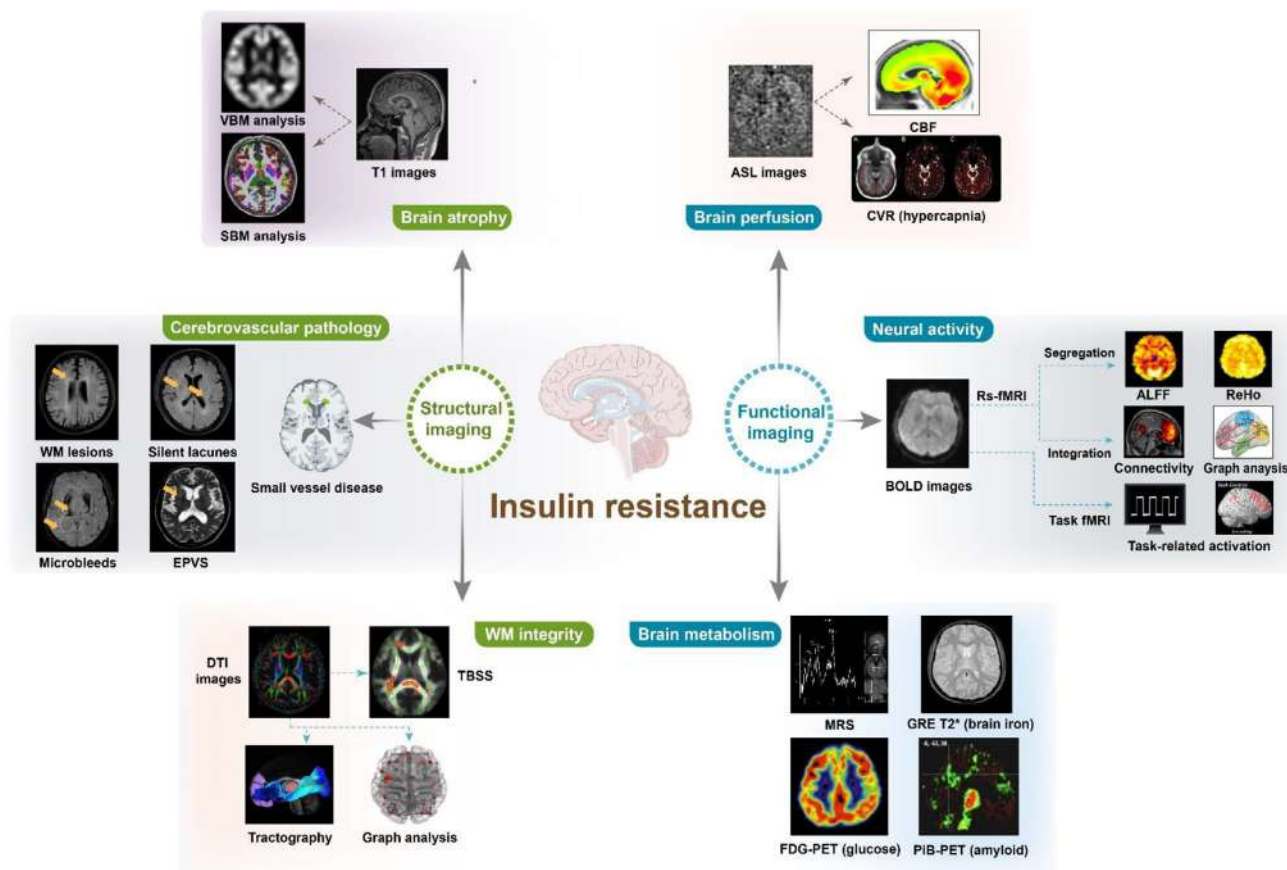 VBM analysis
T1 images
SBM analysis
Brain atrophy
ASL images
CBF
A
B
C
CVR (hypercapnia)
Brain perfusion
Cerebrovascular pathology
WM lesions
Silent lacunes
Microbleeds
EPVS
Small vessel disease
Structural
imaging
Insulin resistance
Functional
imaging
Neural activity
BOLD images
Rs-fMRI
Segregation
ALFF
ReHo
Integration
Connectivity
Graph anaysis
Task fMRI
Task-related activation
WM integrity
DTI
images
TBSS
Tractography
Graph analysis
Brain metabolism
MRS
GRE T2* (brain iron)
FDG-PET (glucose)
PiB-PET (amyloid)